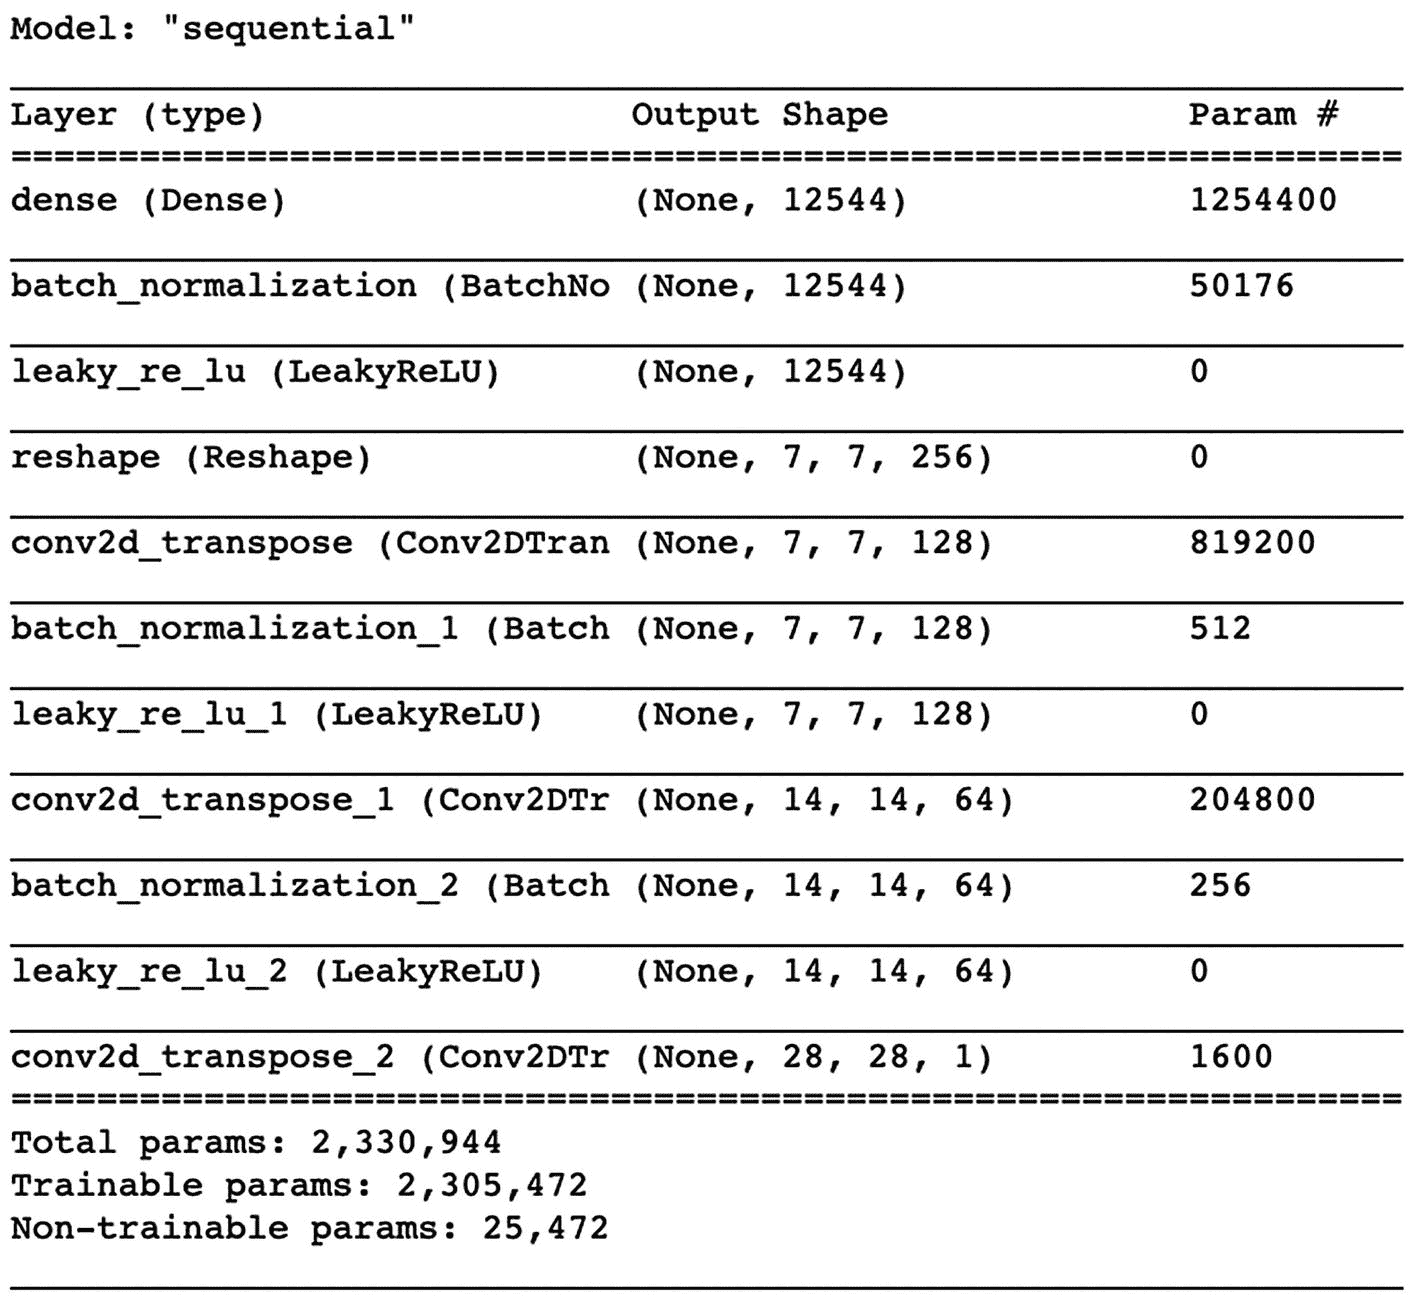 Model: "sequential"
Layer (type) Output Shape Param #
=================================================================
dense (Dense) (None, 12544) 1254400
batch_normalization (BatchNo (None, 12544) 50176
leaky_re_lu (LeakyReLU) (None, 12544) 0
reshape (Reshape) (None, 7, 7, 256) 0
conv2d_transpose (Conv2DTran (None, 7, 7, 128) 819200
batch_normalization_1 (Batch (None, 7, 7, 128) 512
leaky_re_lu_1 (LeakyReLU) (None, 7, 7, 128) 0
conv2d_transpose_1 (Conv2DTr (None, 14, 14, 64) 204800
batch_normalization_2 (Batch (None, 14, 14, 64) 256
leaky_re_lu_2 (LeakyReLU) (None, 14, 14, 64) 0
conv2d_transpose_2 (Conv2DTr (None, 28, 28, 1) 1600
=================================================================
Total params: 2,330,944
Trainable params: 2,305,472
Non-trainable params: 25,472